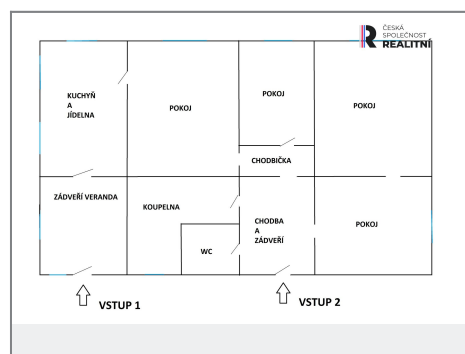 ČESKÁ
SPOLEČNOST
REALITNÍ
KUCHYŇ
A
JÍDELNA
POKOJ
POKOJ
POKOJ
CHODBIČKA
ZÁDVEŘÍ VERANDA
KOUPELNA
WC
CHODBA
A
ZÁDVEŘÍ
POKOJ
VSTUP 1
VSTUP 2